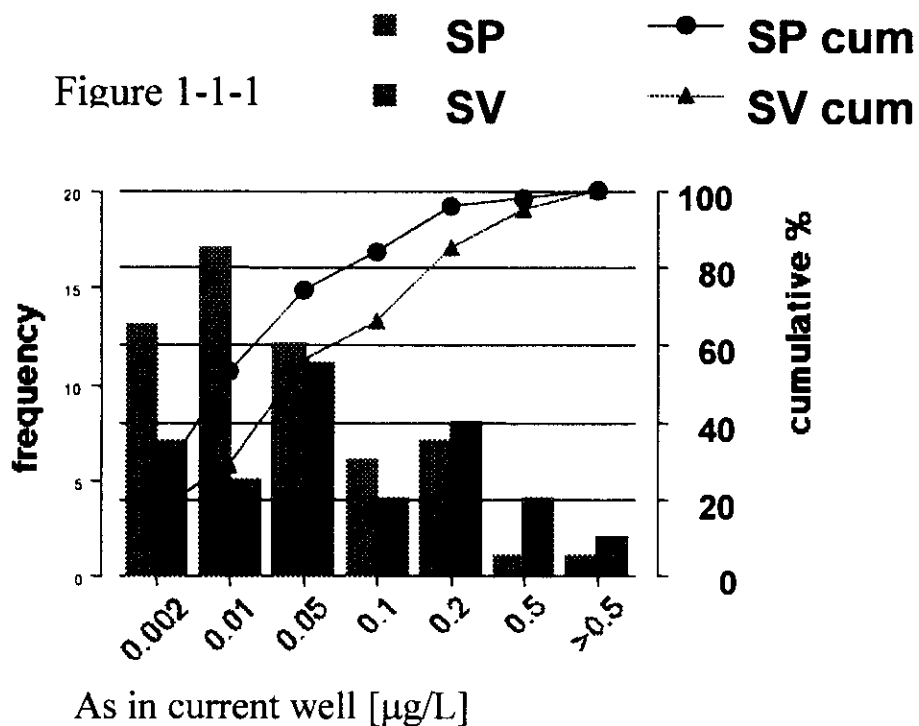 SP
SP cum
Figure 1-1-1
SV
SV cum
20
15
10
5
0
frequency
100
80
60
40
20
0
cumulative %
0.002
0.01
0.05
0.1
0.2
0.5
>0.5
As in current well [μg/L]